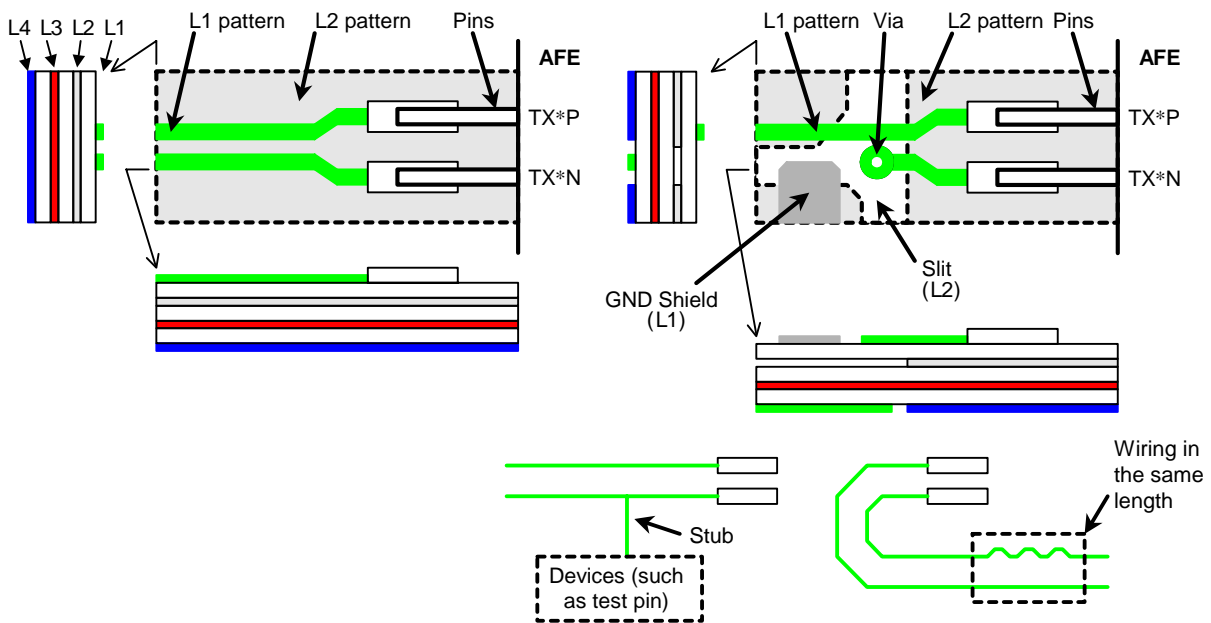 L4 L3 L2 L1
L1 pattern
L2 pattern
Pins
AFE
TX*P
TX*N
L1 pattern
Via
L2 pattern
Pins
AFE
TX*P
TX*N
GND Shield
(L1)
Slit
(L2)
Stub
Devices (such
as test pin)
Wiring in
the same
length